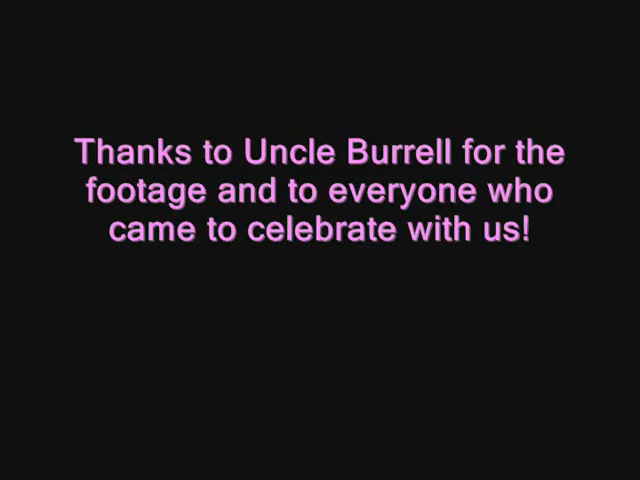 Thanks to Uncle Burrell for the
footage and to everyone who
came to celebrate with us!